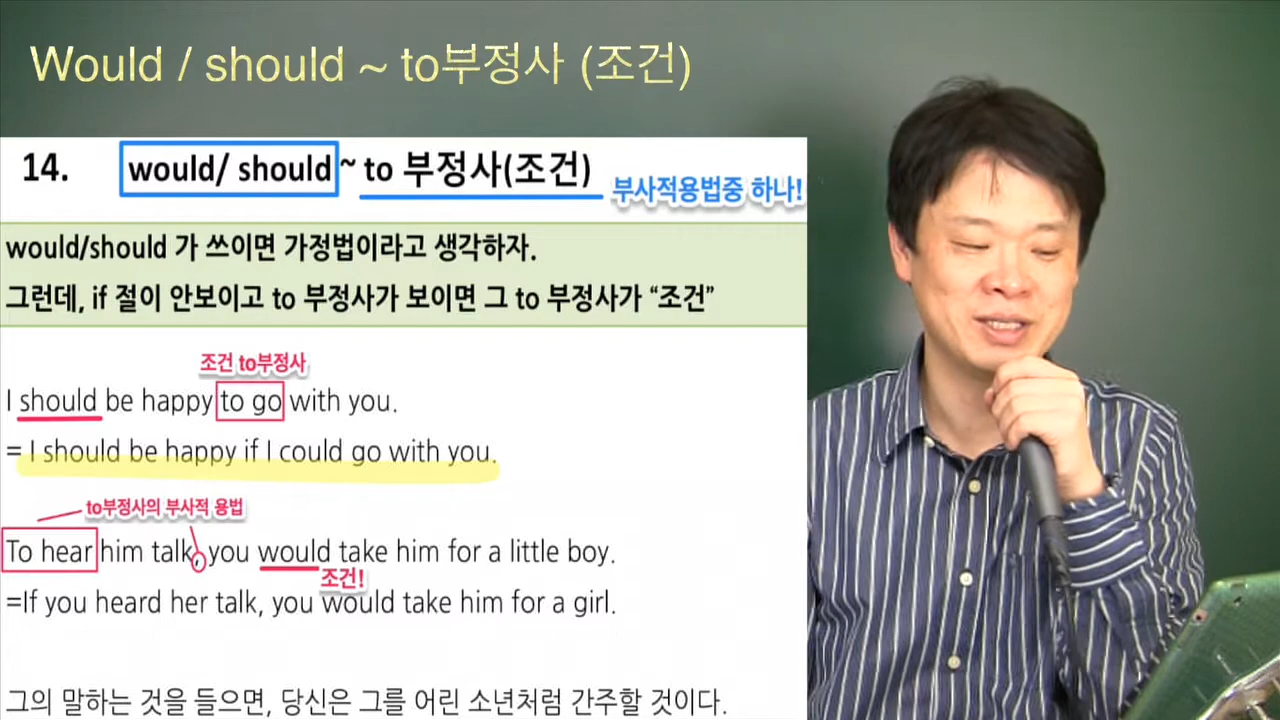 Would / should ~ to부정사 (조건)
14. would/ should ~ to 부정사(조건)
부사적용법중 하나!
would/should 가 쓰이면 가정법이라고 생각하자.
그런데, if 절이 안보이고 to 부정사가 보이면 그 to 부정사가 “조건”
조건 to부정사
I should be happy to go with you.
= I should be happy if I could go with you.
to부정사의 부사적 용법
To hear him talk, you would take him for a little boy.
조건!
=If you heard her talk, you would take him for a girl.
그의 말하는 것을 들으면, 당신은 그를 어린 소년처럼 간주할 것이다.